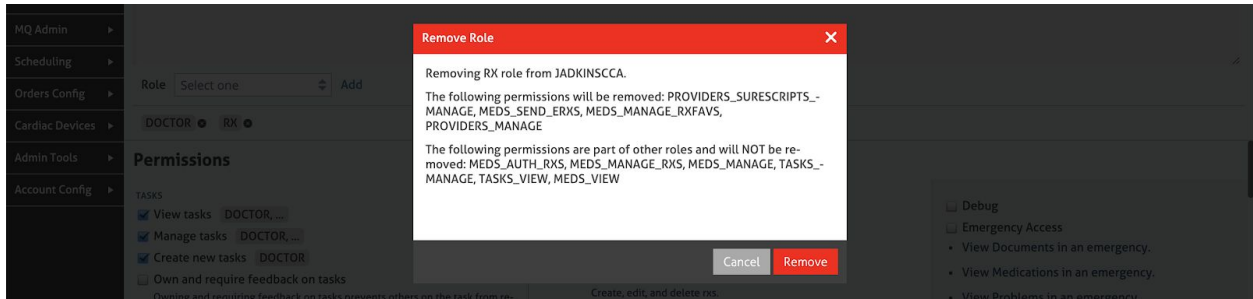 MQ Admin
Scheduling
Orders Config
Cardiac Devices
Admin Tools
Account Config
Role Select one Add
DOCTOR RX
Permissions
TASKS
View tasks DOCTOR, ...
Manage tasks DOCTOR, ...
Create new tasks DOCTOR
Own and require feedback on tasks
Owning and requiring feedback on tasks prevents others on the task from re-
Remove Role
Removing RX role from JADKINSCCA.
The following permissions will be removed: PROVIDERS_SURESCRIPTS_-
MANAGE, MEDS_SEND_ERXS, MEDS_MANAGE_RXFAVS,
PROVIDERS_MANAGE
The following permissions are part of other roles and will NOT be re-
moved: MEDS_AUTH_RXS, MEDS_MANAGE_RXS, MEDS_MANAGE, TASKS_-
MANAGE, TASKS_VIEW, MEDS_VIEW
Cancel Remove
Create, edit, and delete rxs.
Debug
Emergency Access
• View Documents in an emergency.
• View Medications in an emergency.
• View Problems in an emergency.